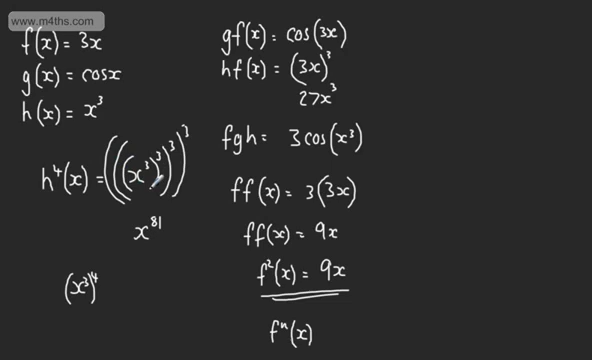 www.m4ths.com
f(x) = 3x
g(x) = cosx
h(x) = x³
h⁴(x) = (((x³)³)³)³
x⁸¹
(x³)⁴
gf(x) = cos(3x)
hf(x) = (3x)³
27x³
fgh = 3cos(x³)
ff(x) = 3(3x)
ff(x) = 9x
f²(x) = 9x
fⁿ(x)